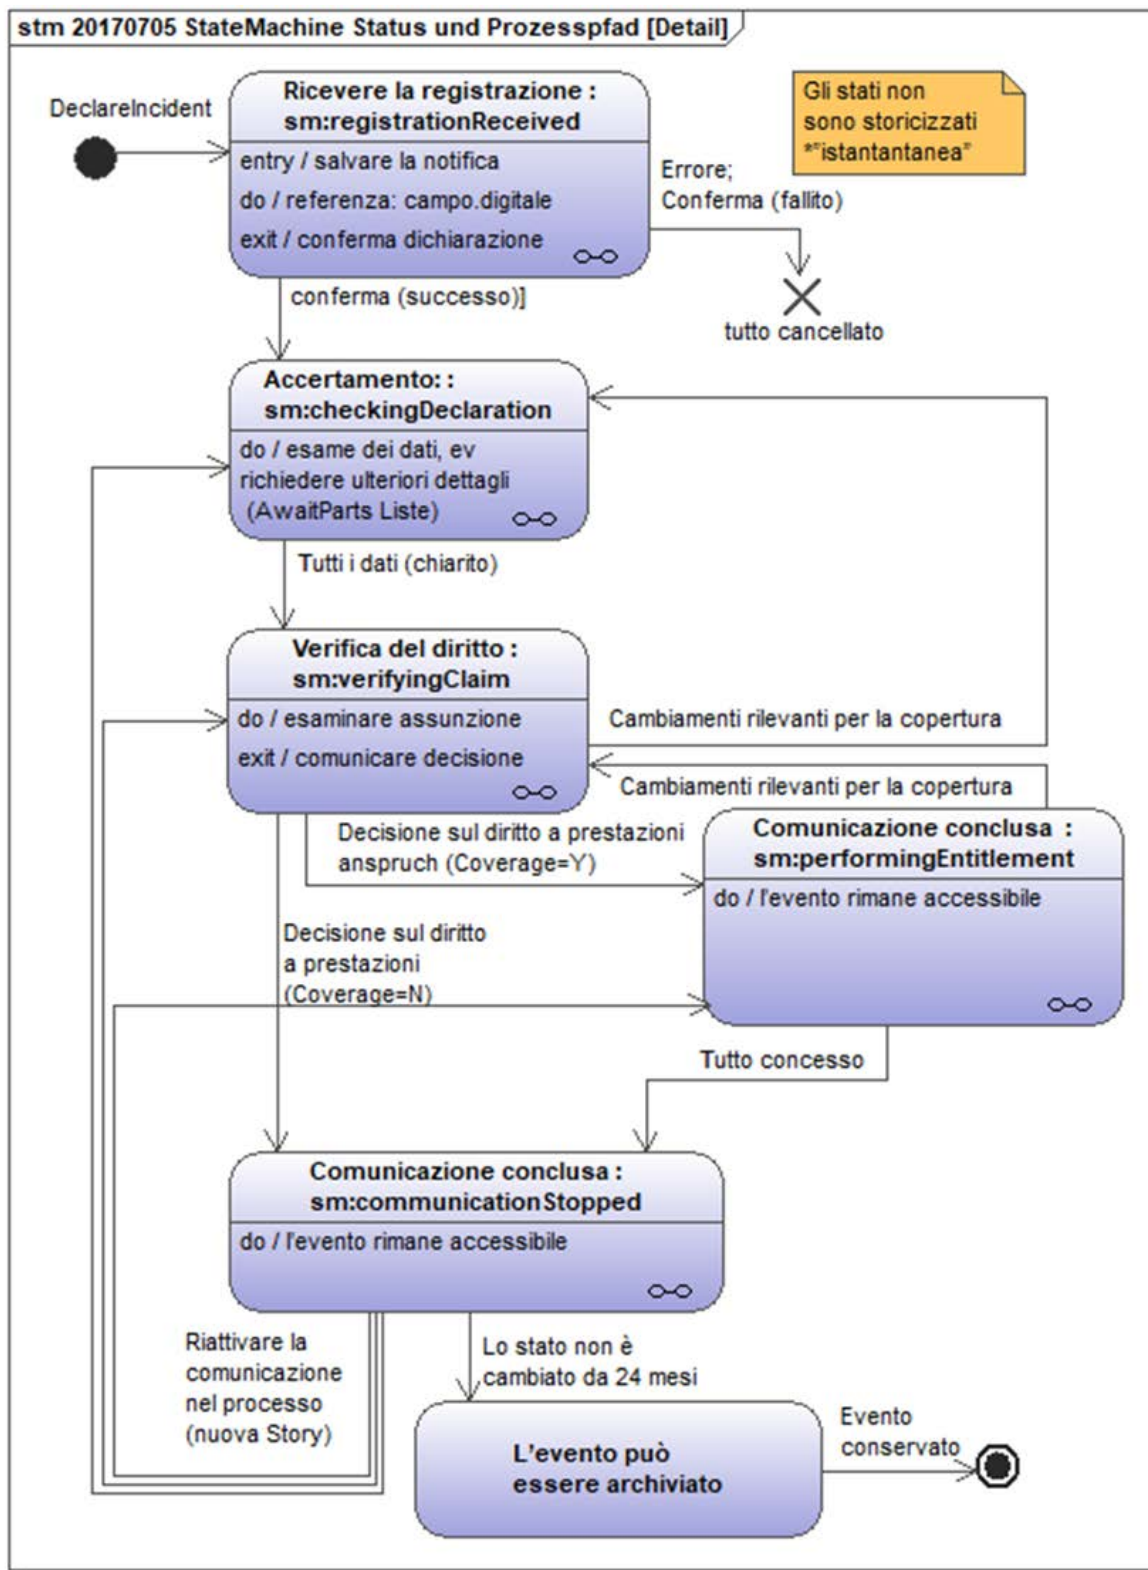 stm 20170705 StateMachine Status und Prozesspfad [Detail]
DeclareIncident
Ricevere la registrazione :
sm:registrationReceived
entry / salvare la notifica
do / referenza: campo.digitale
exit / conferma dichiarazione
Gli stati non
sono storicizzati
*"istantantanea"
Errore;
Conferma (fallito)
tutto cancellato
conferma (successo)]
Accertamento: :
sm:checkingDeclaration
do / esame dei dati, ev
richiedere ulteriori dettagli
(AwaitParts Liste)
Tutti i dati (chiarito)
Verifica del diritto :
sm:verifyingClaim
do / esaminare assunzione
exit / comunicare decisione
Cambiamenti rilevanti per la copertura
Cambiamenti rilevanti per la copertura
Decisione sul diritto a prestazioni
anspruch (Coverage=Y)
Comunicazione conclusa :
sm:performingEntitlement
do / l'evento rimane accessibile
Decisione sul diritto
a prestazioni
(Coverage=N)
Tutto concesso
Comunicazione conclusa :
sm:communicationStopped
do / l'evento rimane accessibile
Riattivare la
comunicazione
nel processo
(nuova Story)
Lo stato non è
cambiato da 24 mesi
L'evento può
essere archiviato
Evento
conservato